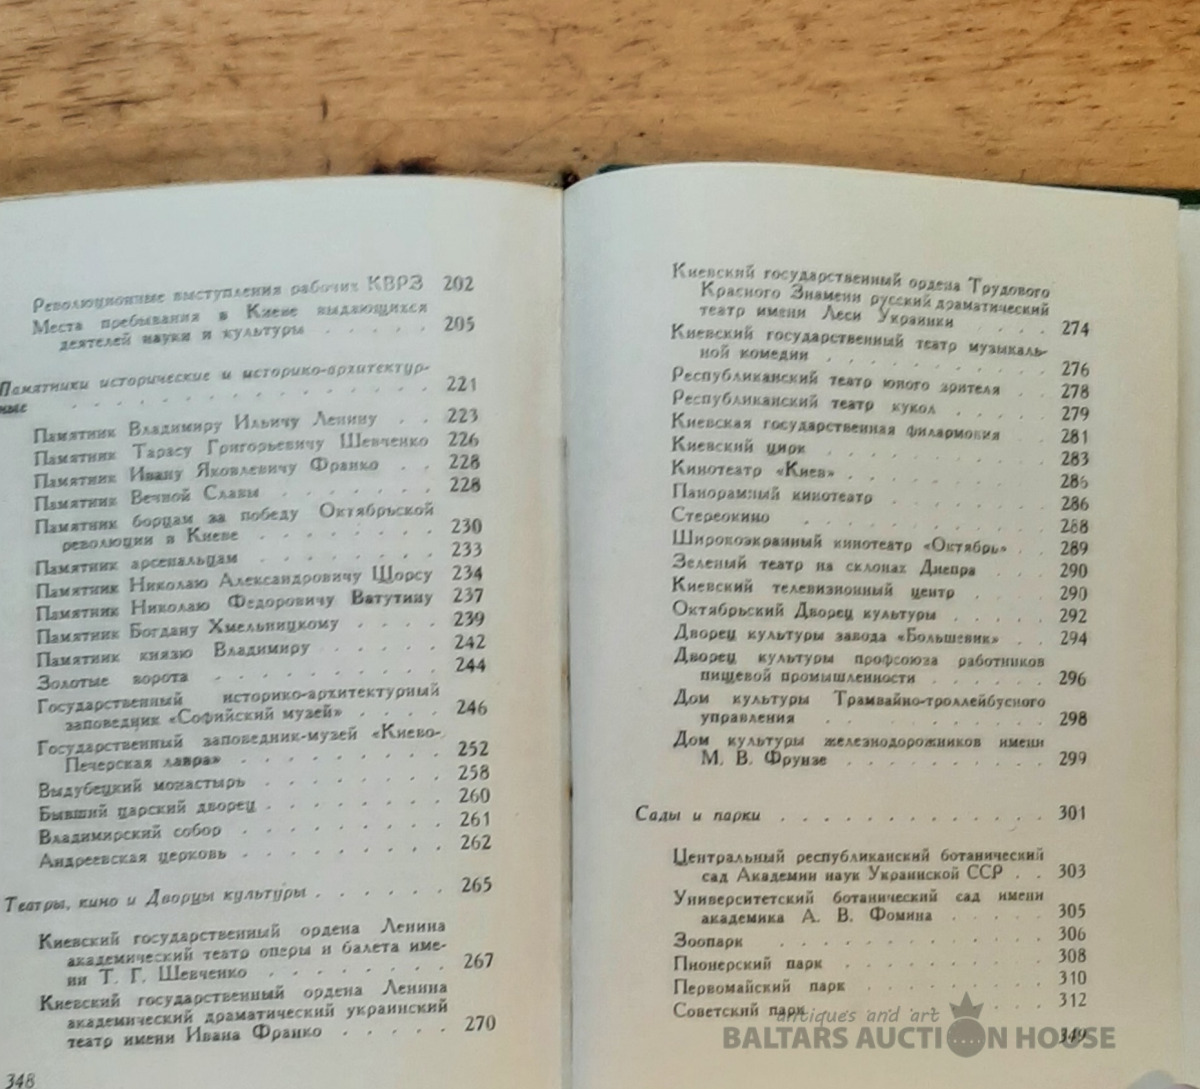 Революционные выступления рабочих КВРЗ 202
Места пребывания в Киеве выдающихся
деятелей науки и культуры . . . . . 205
Памятники исторические и историко-архитектур-
ные . . . . . . . . . . . . . 221
Памятник Владимиру Ильичу Ленину . . 223
Памятник Тарасу Григорьевичу Шевченко 226
Памятник Ивану Яковлевичу Франко . . 228
Памятник Вечной Славы . . . . . . 228
Памятник борцам за победу Октябрьской
революции в Киеве . . . . . . . 230
Памятник арсенальцам . . . . . . 233
Памятник Николаю Александровичу Щорсу 234
Памятник Николаю Федоровичу Ватутину 237
Памятник Богдану Хмельницкому . . . . 239
Памятник князю Владимиру . . . . . 242
Золотые ворота . . . . . . . . 244
Государственный историко-архитектурный
заповедник «Софийский музей» . . . . 246
Государственный заповедник-музей «Киево-
Печерская лавра» . . . . . . . . 252
Выдубецкий монастырь . . . . . . . 258
Бывший царский дворец . . . . . . . 260
Владимирский собор . . . . . . . . 261
Андреевская церковь . . . . . . . . 262
Театры, кино и Дворцы культуры . . . . . . 265
Киевский государственный ордена Ленина
академический театр оперы и балета име-
ни Т. Г. Шевченко . . . . . . . . 267
Киевский государственный ордена Ленина
академический драматический украинский
театр имени Ивана Франко . . . . . 270
348
Киевский государственный ордена Трудового
Красного Знамени русский драматический
театр имени Леси Украинки . . . . 274
Киевский государственный театр музыкаль-
ной комедии . . . . . . . . . 276
Республиканский театр юного зрителя . . 278
Республиканский театр кукол . . . . . 279
Киевская государственная филармония . . 281
Киевский цирк . . . . . . . . . 283
Кинотеатр «Киев» . . . . . . . . 286
Панорамный кинотеатр . . . . . . . 286
Стереокино . . . . . . . . . . 288
Широкоэкранный кинотеатр «Октябрь» . . 289
Зеленый театр на склонах Днепра . . . 290
Киевский телевизионный центр . . . . 290
Октябрьский Дворец культуры . . . . . 292
Дворец культуры завода «Большевик» . . 294
Дворец культуры профсоюза работников
пищевой промышленности . . . . . . 296
Дом культуры Трамвайно-троллейбусного
управления . . . . . . . . . . 298
Дом культуры железнодорожников имени
М. В. Фрунзе . . . . . . . . . 299
Сады и парки . . . . . . . . . . . . . 301
Центральный республиканский ботанический
сад Академии наук Украинской ССР . . 303
Университетский ботанический сад имени
академика А. В. Фомина . . . . . 305
Зоопарк . . . . . . . . . . . 306
Пионерский парк . . . . . . . . . 308
Первомайский парк . . . . . . . . 310
Советский парк . . . . . . . . . 312
349
antiques and art
BALTARS AUCTION HOUSE